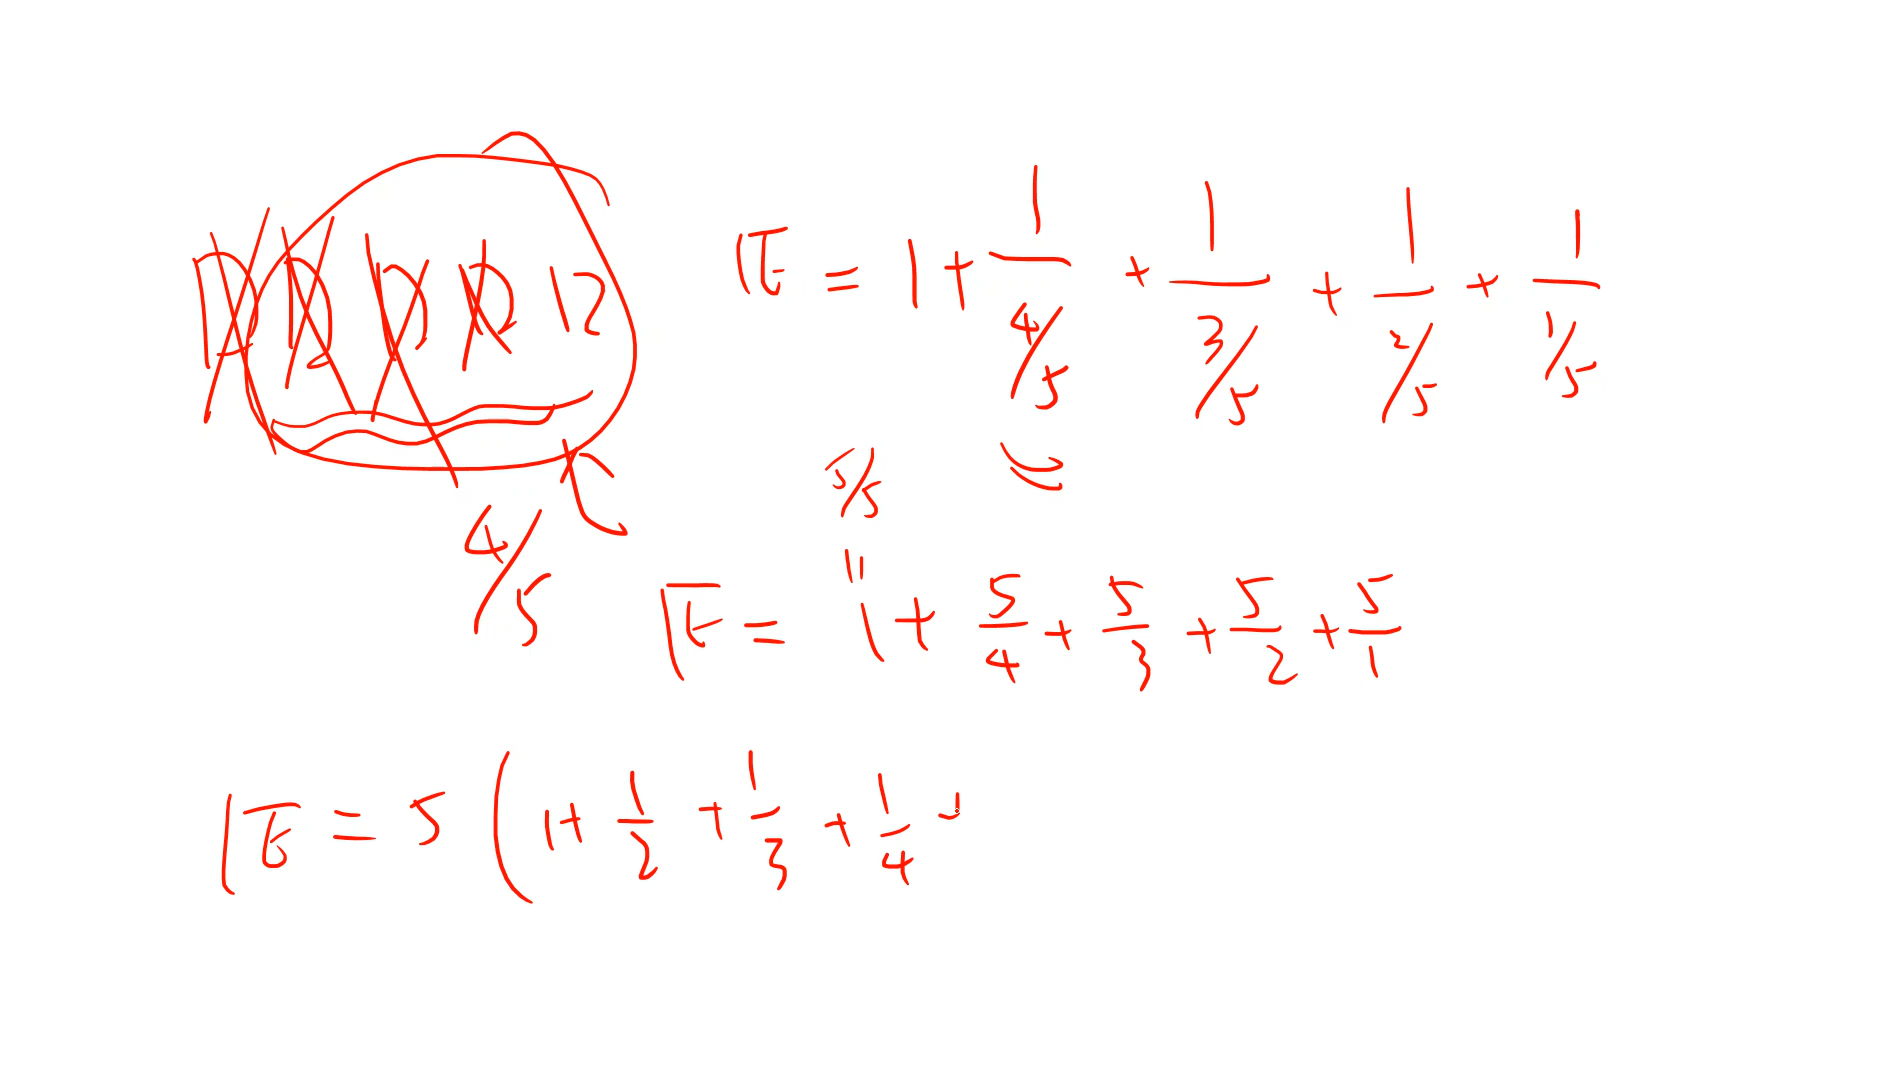 E = 1 + 1/(4/5) + 1/(3/5) + 1/(2/5) + 1/(1/5)
4/5
5/5
=
E = 1 + 5/4 + 5/3 + 5/2 + 5/1
E = 5 ( 1 + 1/2 + 1/3 + 1/4 +